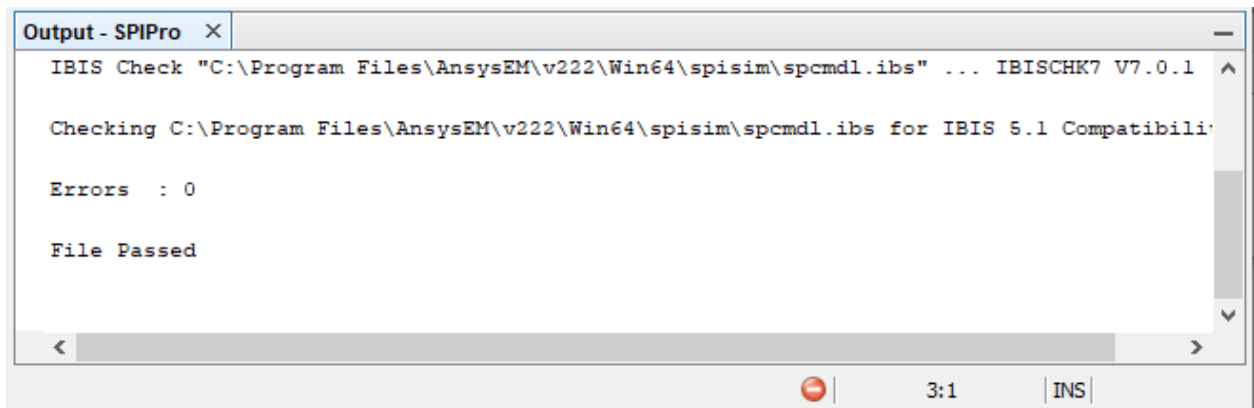 Output - SPIPro
IBIS Check "C:\Program Files\AnsysEM\v222\Win64\spisim\spcmdl.ibs" ... IBISCHK7 V7.0.1
Checking C:\Program Files\AnsysEM\v222\Win64\spisim\spcmdl.ibs for IBIS 5.1
Errors  : 0
File Passed
3:1
INS